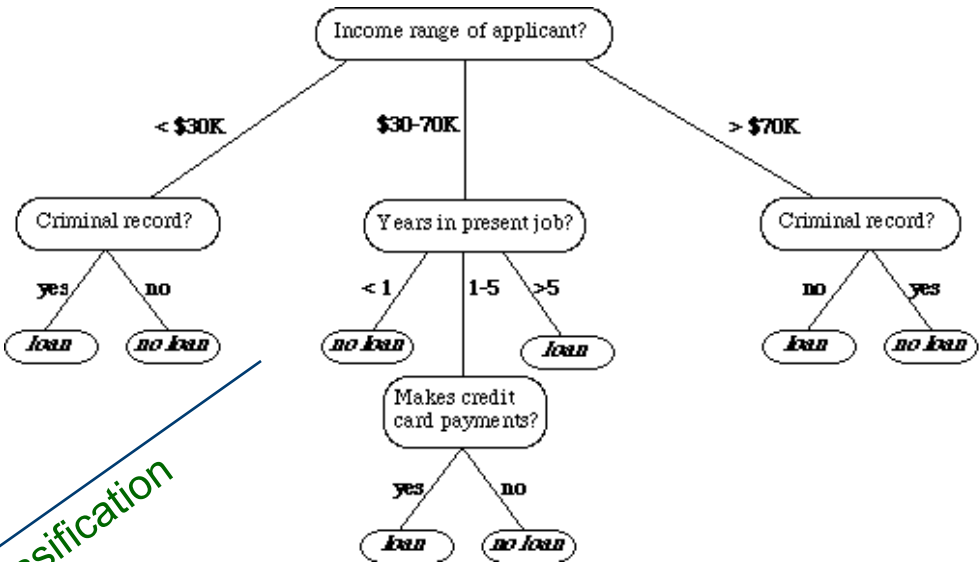 Income range of applicant?
< $30K
$30-70K
> $70K
Criminal record?
Years in present job?
Criminal record?
yes
no
< 1
1-5
>5
no
yes
loan
no loan
no loan
loan
loan
no loan
Makes credit
card payments?
yes
no
loan
no loan
sification